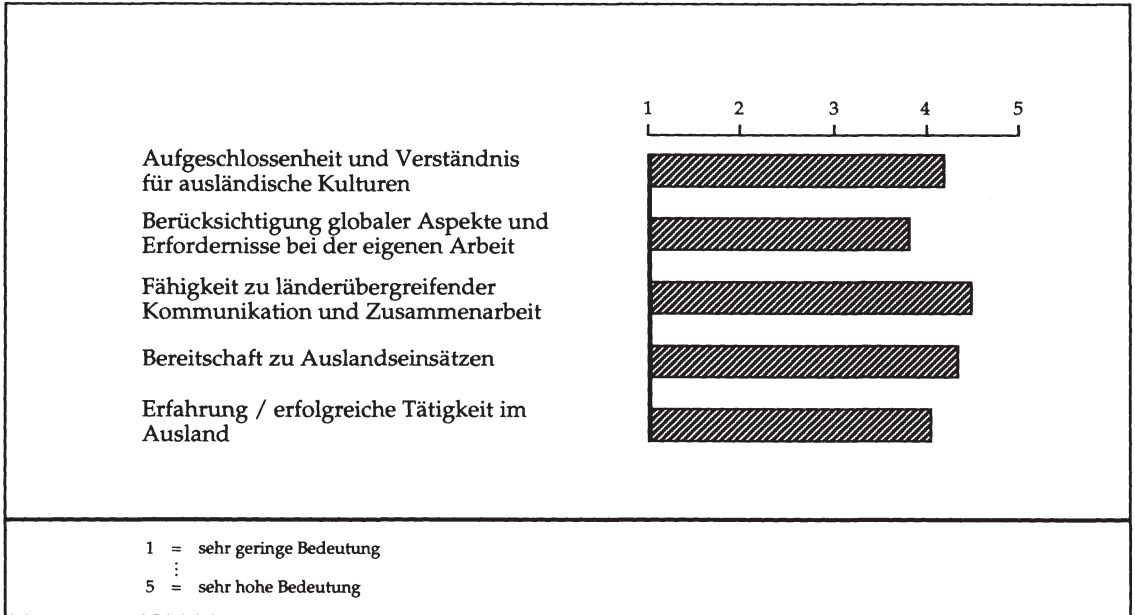 1 2 3 4 5
Aufgeschlossenheit und Verständnis
für ausländische Kulturen
Berücksichtigung globaler Aspekte und
Erfordernisse bei der eigenen Arbeit
Fähigkeit zu länderübergreifender
Kommunikation und Zusammenarbeit
Bereitschaft zu Auslandseinsätzen
Erfahrung / erfolgreiche Tätigkeit im
Ausland
1 = sehr geringe Bedeutung
⋮
5 = sehr hohe Bedeutung